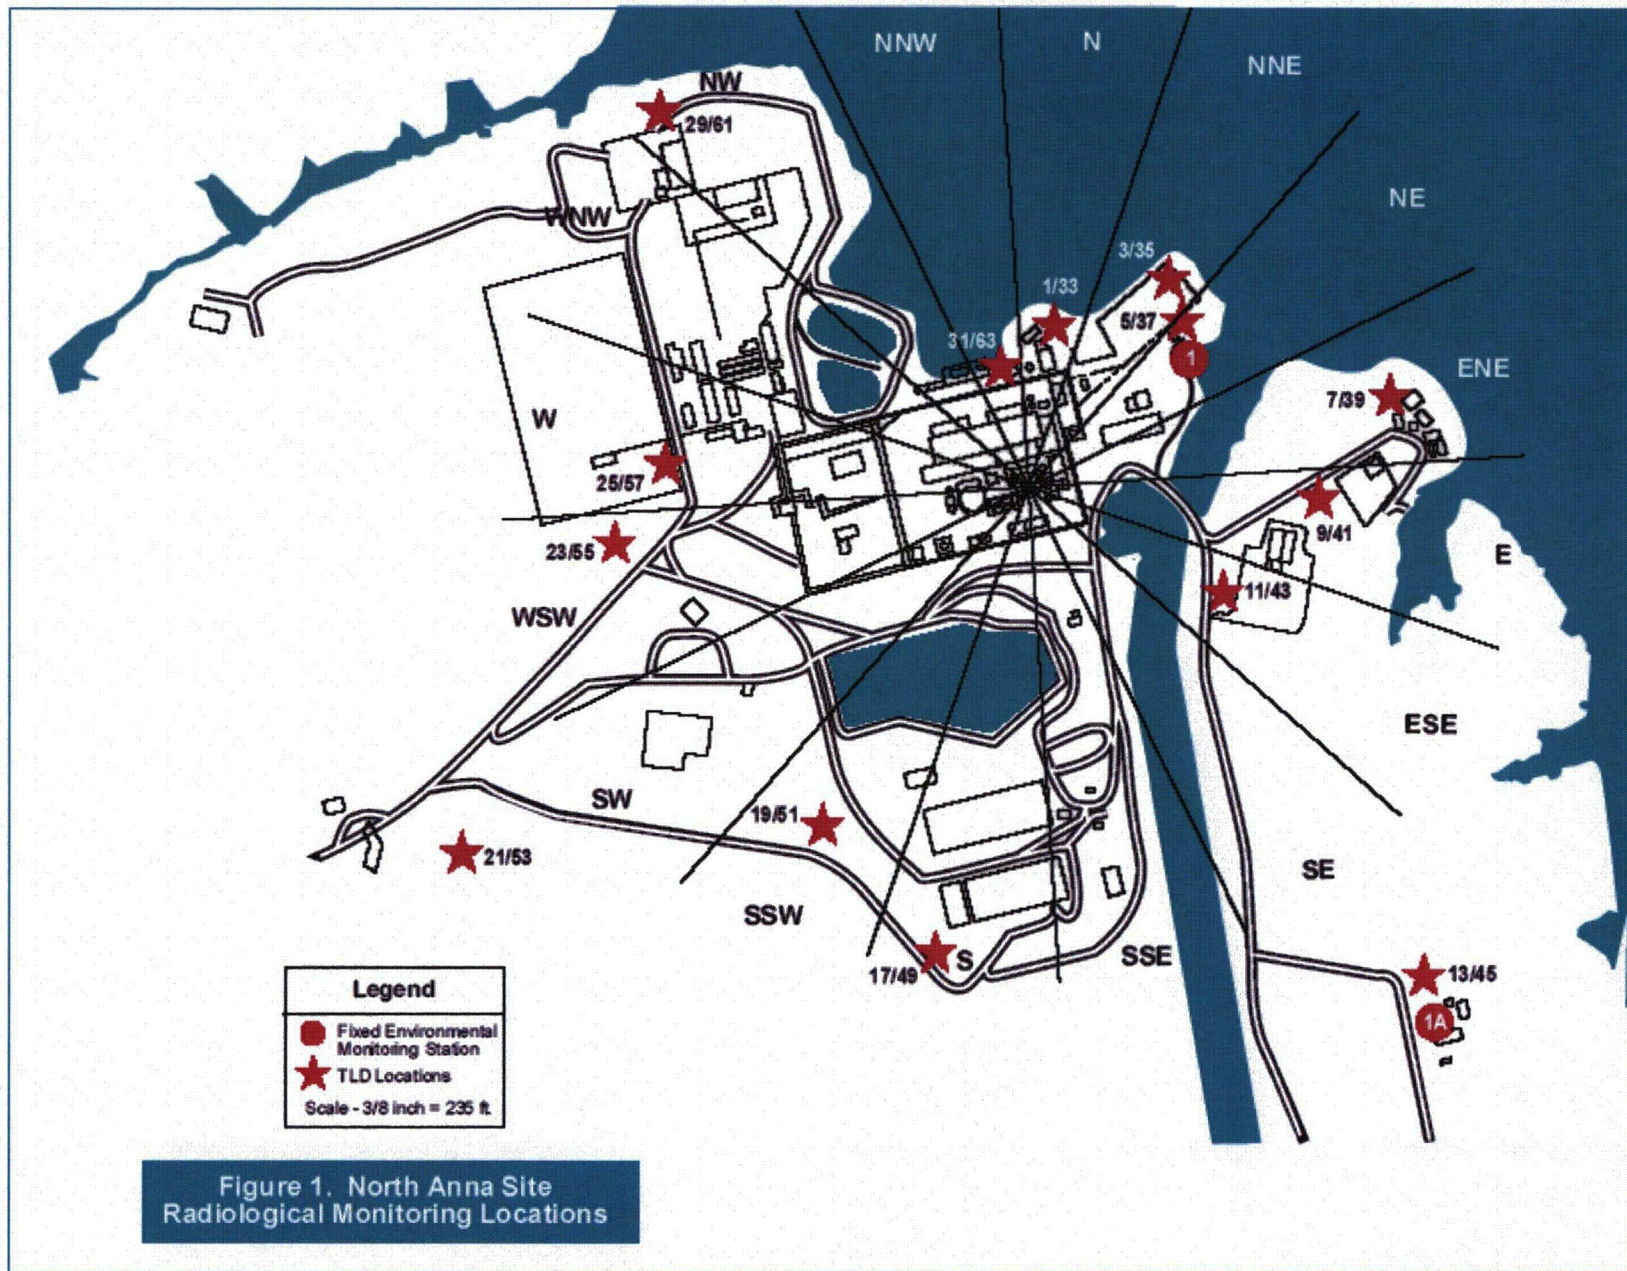 NNW
N
NNE
NW
29/61
NE
WNW
3/35
1/33
5/37
31/63
1
ENE
7/39
W
25/57
9/41
23/55
E
11/43
WSW
ESE
SW
19/51
21/53
SE
SSW
S
SSE
17/49
13/45
1A
Legend
Fixed Environmental
Monitoring Station
TLD Locations
Scale - 3/8 inch = 235 ft.
Figure 1. North Anna Site
Radiological Monitoring Locations